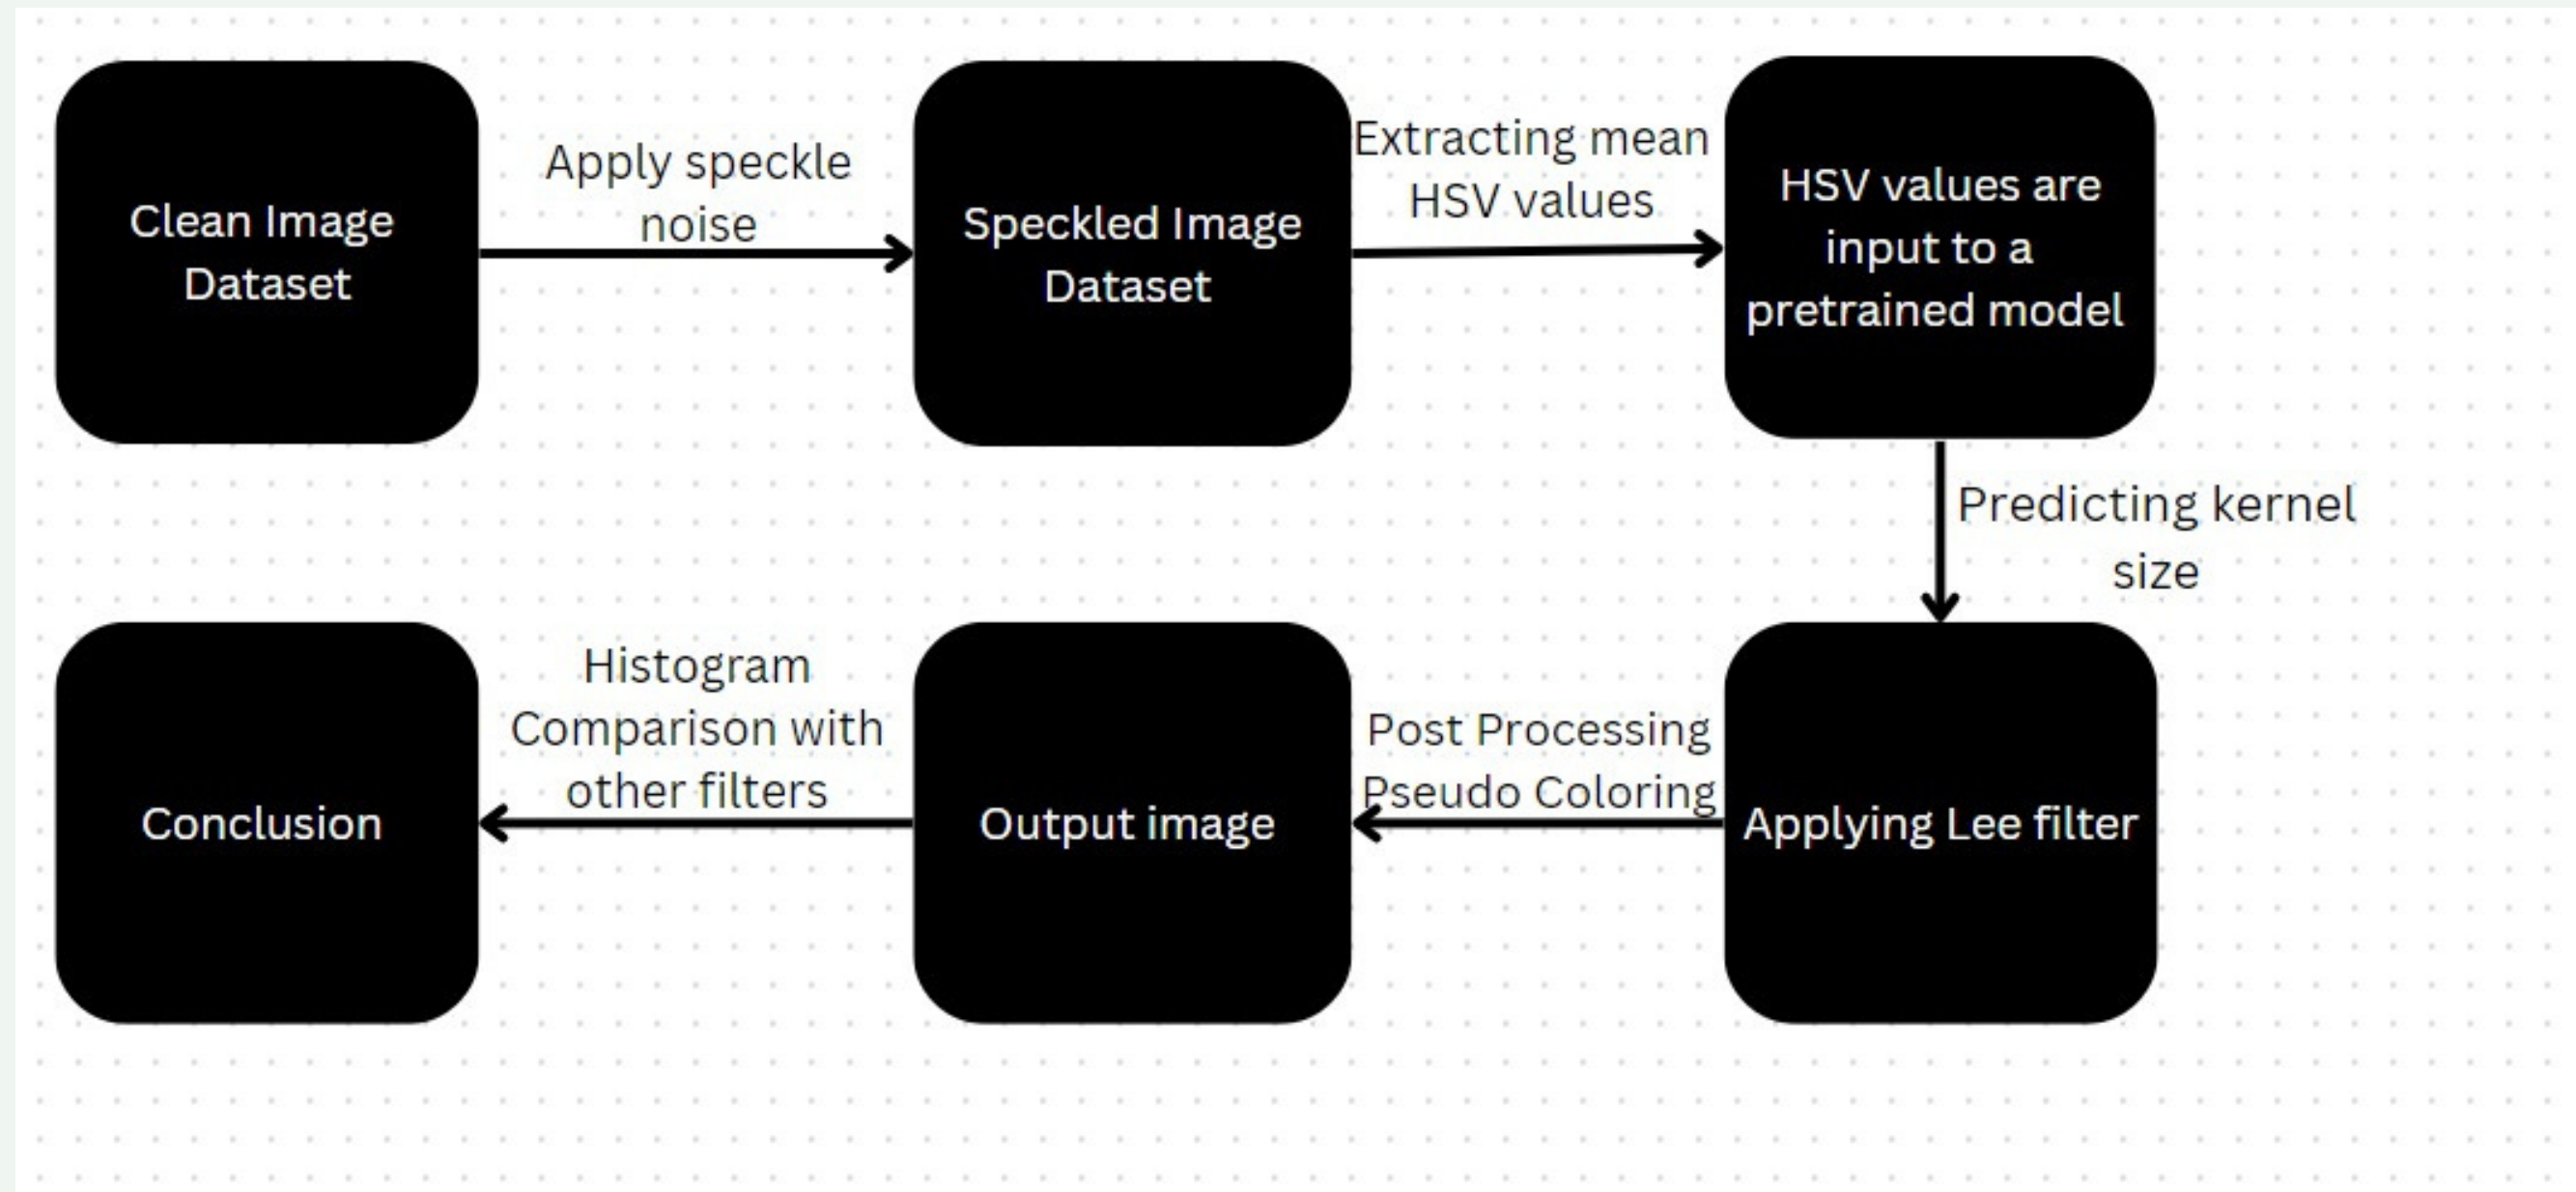 Clean Image
Dataset
Apply speckle
noise
Speckled Image
Dataset
Extracting mean
HSV values
HSV values are
input to a
pretrained model
Predicting kernel
size
Applying Lee filter
Post Processing
Pseudo Coloring
Output image
Histogram
Comparison with
other filters
Conclusion